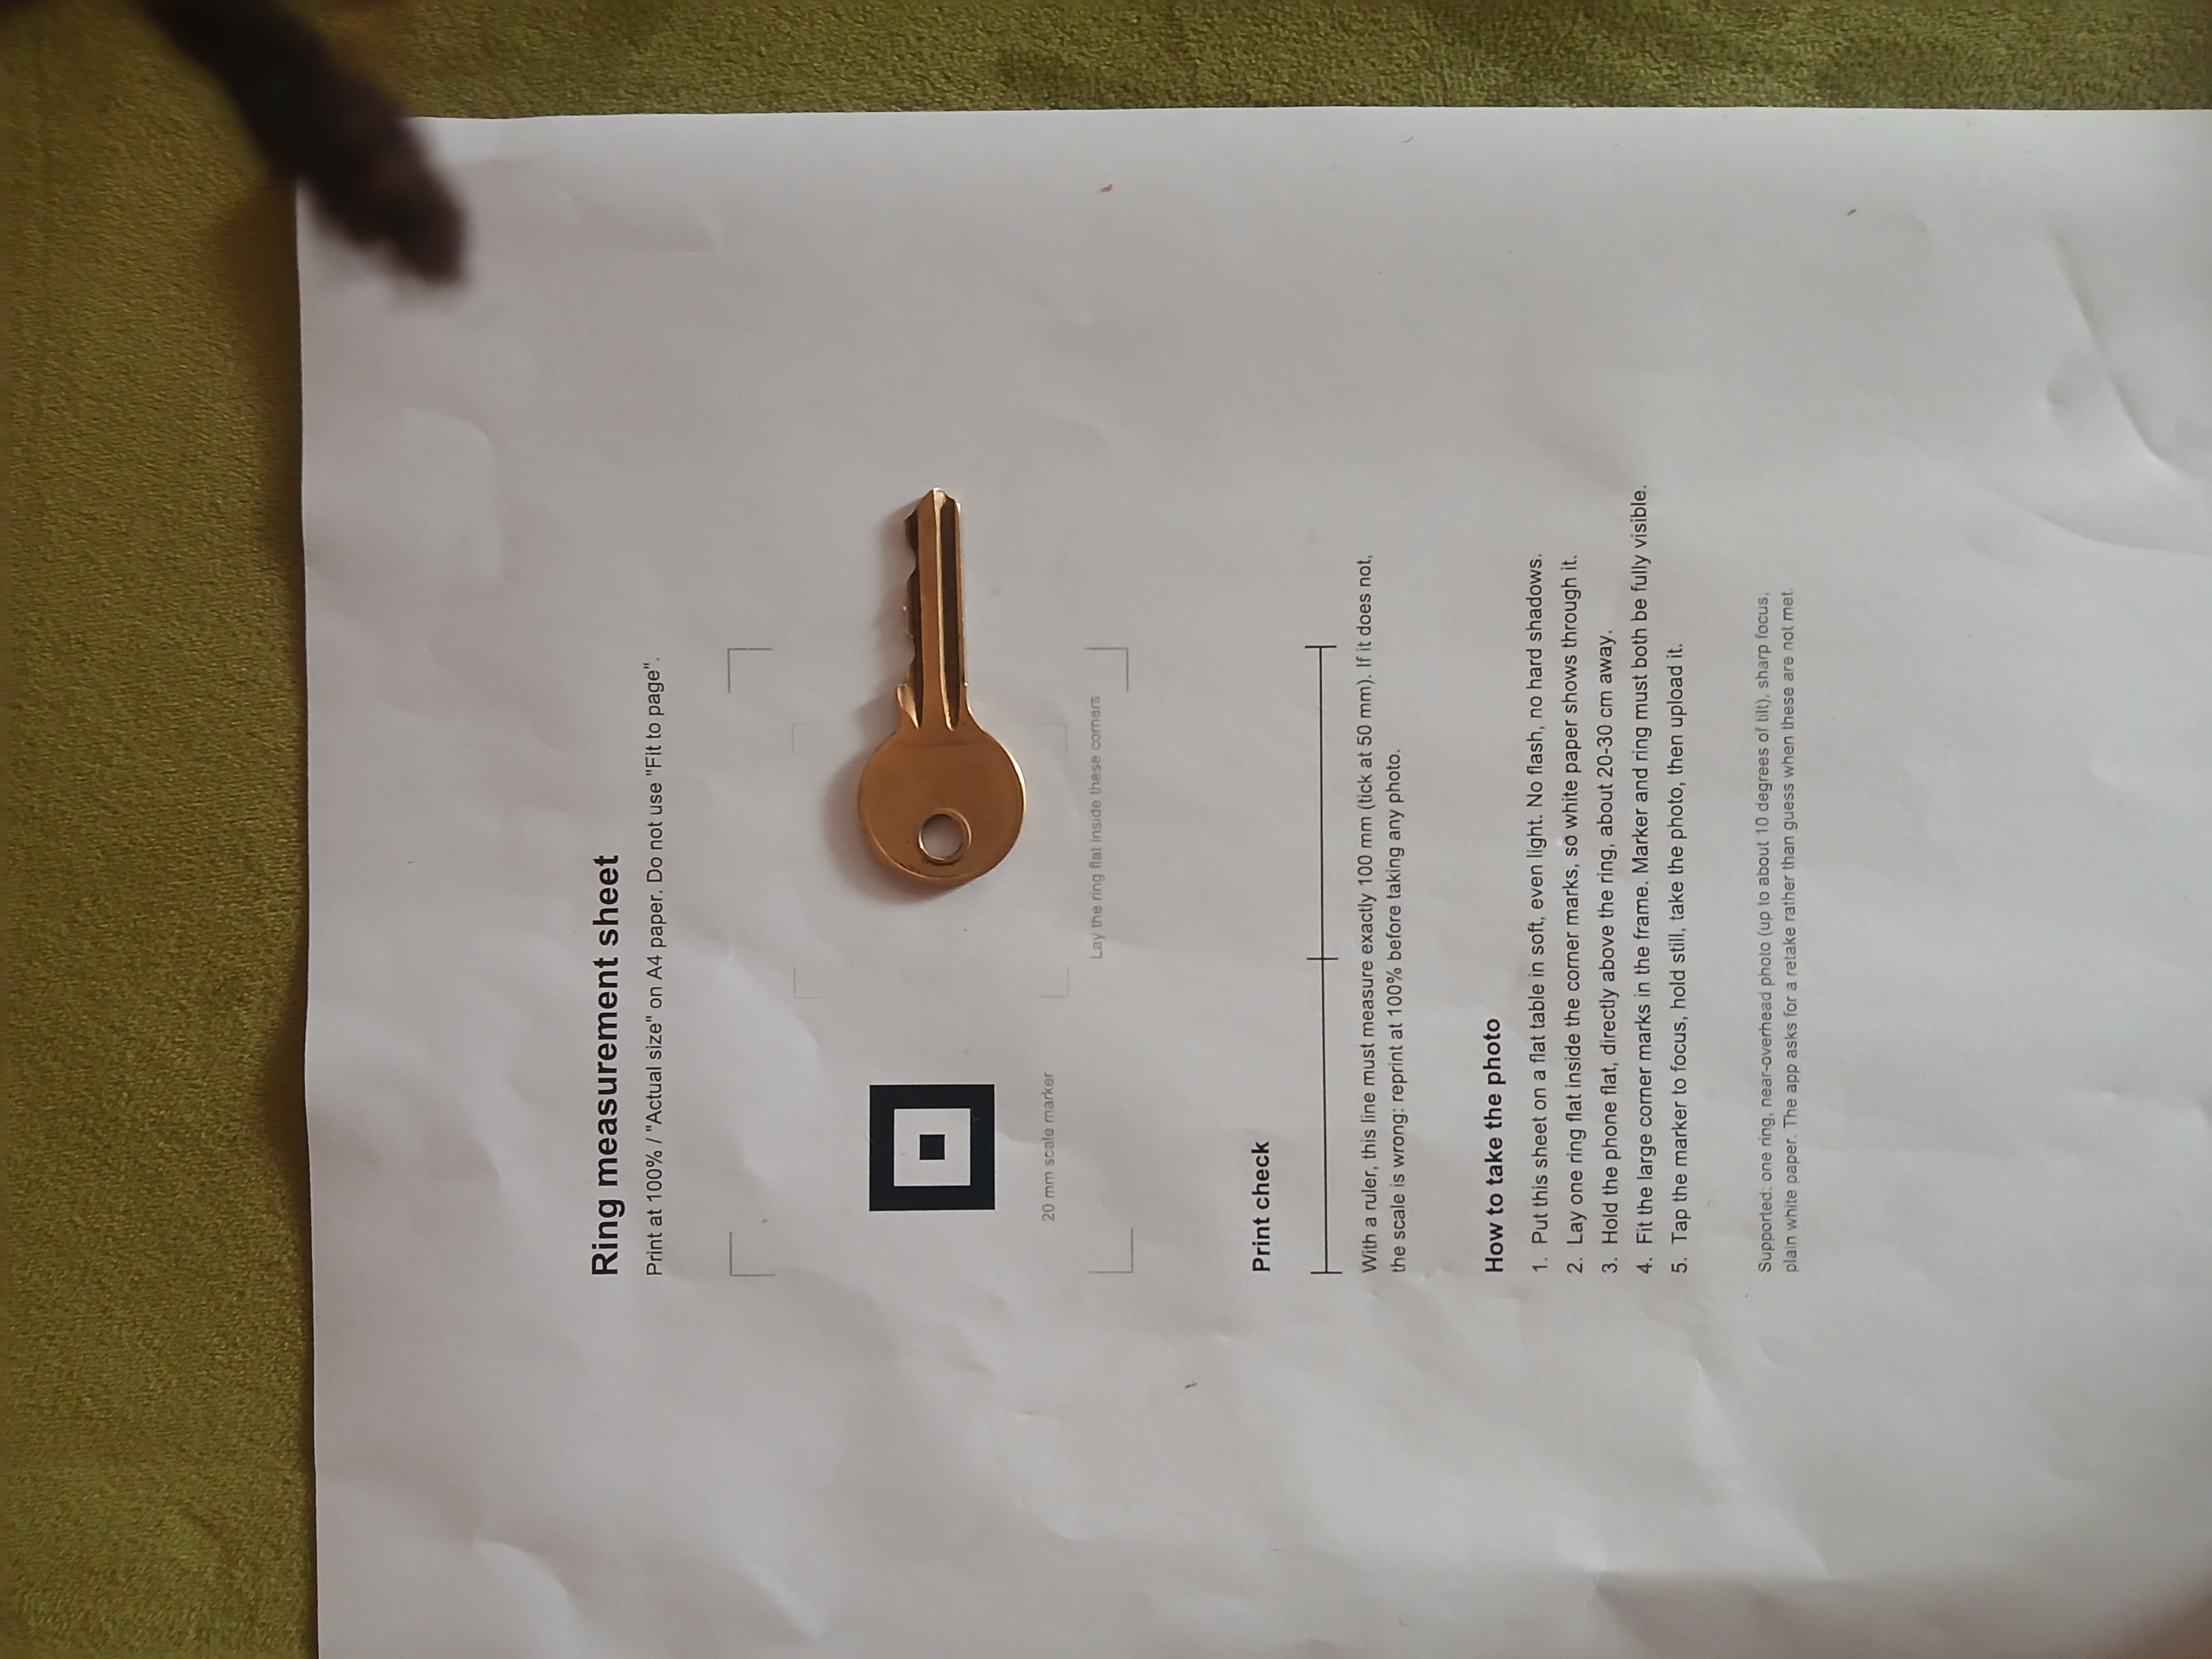 Ring measurement sheet
Print at 100% / "Actual size" on A4 paper. Do not use "Fit to page".
20 mm scale marker
Lay the ring flat inside these corners
Print check
With a ruler, this line must measure exactly 100 mm (tick at 50 mm). If it does not,
the scale is wrong: reprint at 100% before taking any photo.
How to take the photo
1. Put this sheet on a flat table in soft, even light. No flash, no hard shadows.
2. Lay one ring flat inside the corner marks, so white paper shows through it.
3. Hold the phone flat, directly above the ring, about 20-30 cm away.
4. Fit the large corner marks in the frame. Marker and ring must both be fully visible.
5. Tap the marker to focus, hold still, take the photo, then upload it.
Supported: one ring, near-overhead photo (up to about 10 degrees of tilt), sharp focus,
plain white paper. The app asks for a retake rather than guess when these are not met.